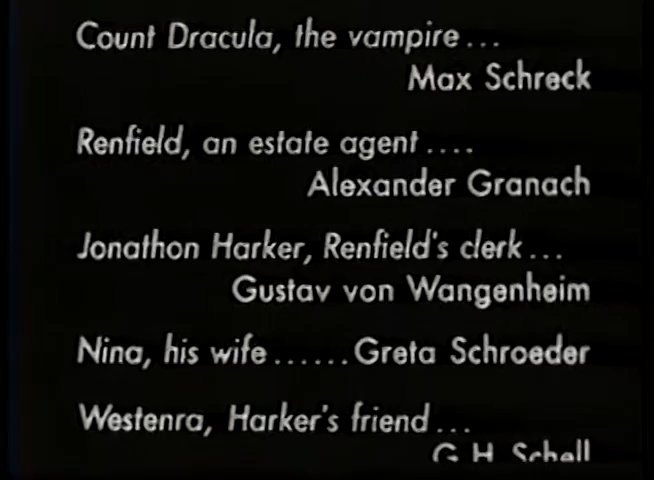 Count Dracula, the vampire...
Max Schreck
Renfield, an estate agent....
Alexander Granach
Jonathon Harker, Renfield's clerk...
Gustav von Wangenheim
Nina, his wife......Greta Schroeder
Westenra, Harker's friend...
G H Schell